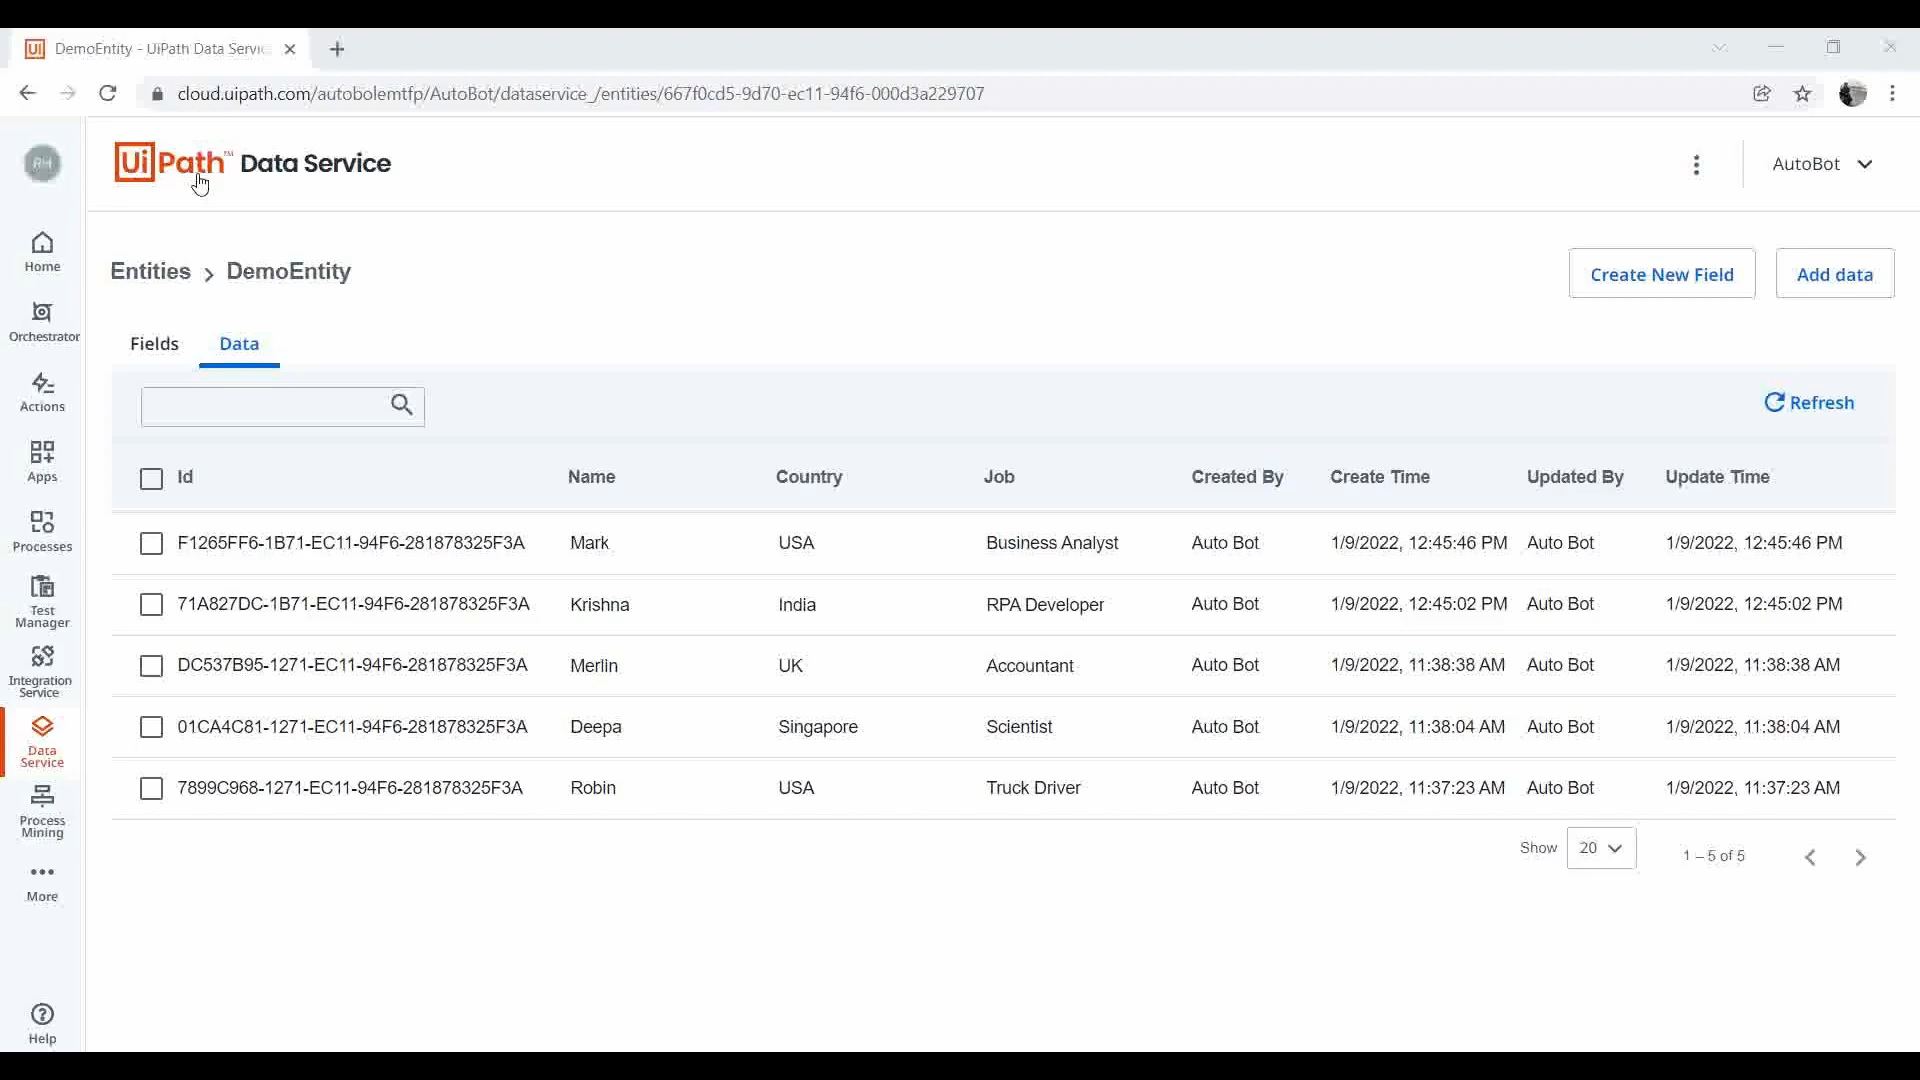 DemoEntity - UiPath Data Servic
cloud.uipath.com/autobolemtfp/AutoBot/dataservice_/entities/667f0cd5-9d70-ec11-94f6-000d3a229707
RH
UiPath™ Data Service
AutoBot
Home
Orchestrator
Actions
Apps
Processes
Test
Manager
Integration
Service
Data
Service
Process
Mining
More
Help
Entities > DemoEntity
Create New Field
Add data
Fields Data
Refresh
Id Name Country Job Created By Create Time Updated By Update Time
F1265FF6-1B71-EC11-94F6-281878325F3A Mark USA Business Analyst Auto Bot 1/9/2022, 12:45:46 PM Auto Bot 1/9/2022, 12:45:46 PM
71A827DC-1B71-EC11-94F6-281878325F3A Krishna India RPA Developer Auto Bot 1/9/2022, 12:45:02 PM Auto Bot 1/9/2022, 12:45:02 PM
DC537B95-1271-EC11-94F6-281878325F3A Merlin UK Accountant Auto Bot 1/9/2022, 11:38:38 AM Auto Bot 1/9/2022, 11:38:38 AM
01CA4C81-1271-EC11-94F6-281878325F3A Deepa Singapore Scientist Auto Bot 1/9/2022, 11:38:04 AM Auto Bot 1/9/2022, 11:38:04 AM
7899C968-1271-EC11-94F6-281878325F3A Robin USA Truck Driver Auto Bot 1/9/2022, 11:37:23 AM Auto Bot 1/9/2022, 11:37:23 AM
Show 20 1 – 5 of 5